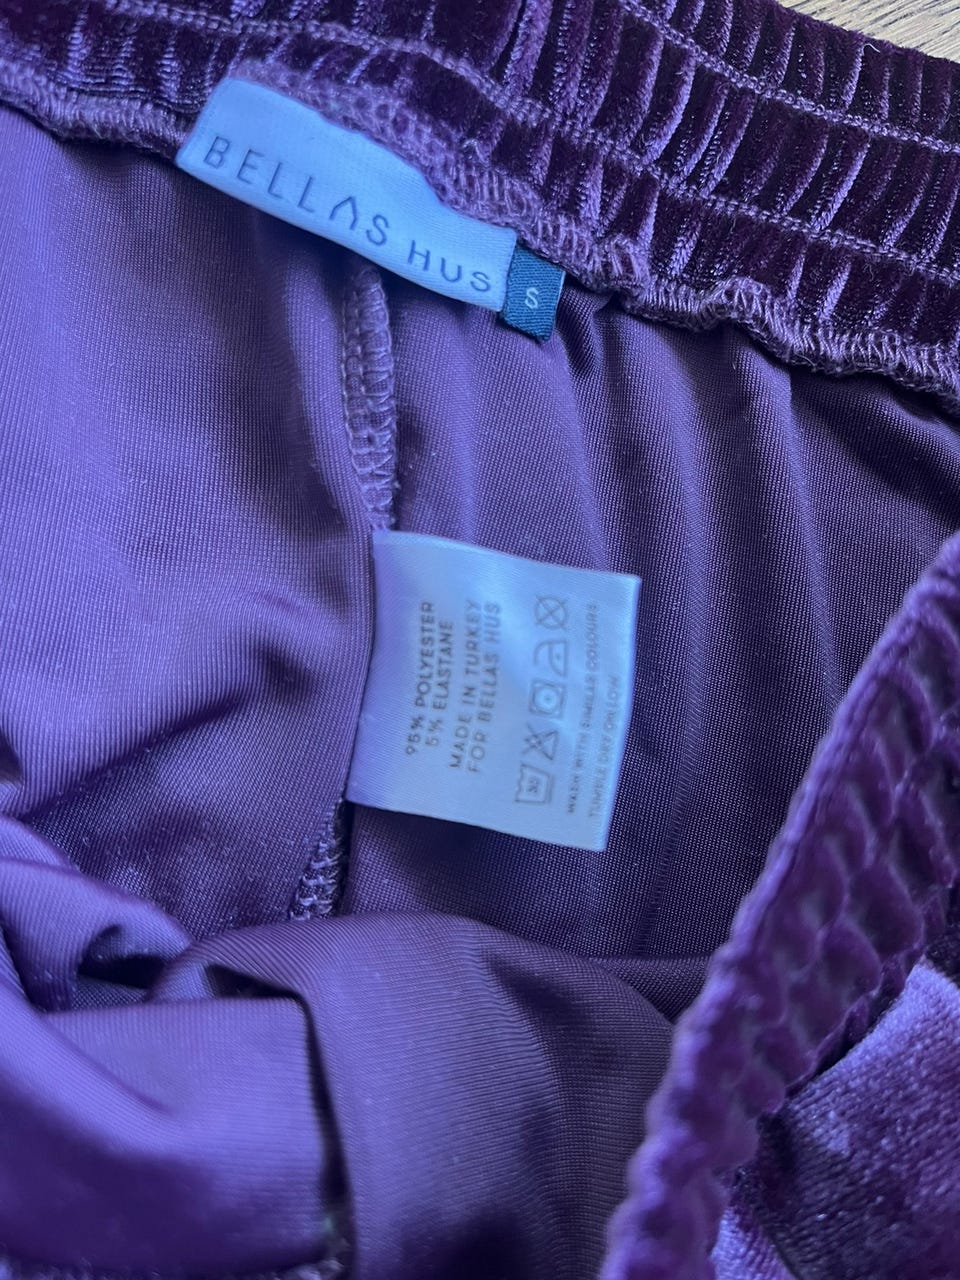 BELLAS HUS
S
95% POLYESTER
5% ELASTANE
MADE IN TURKEY
FOR BELLAS HUS
30
WASH WITH SIMILAR COLOURS
TUMBLE DRY ON LOW